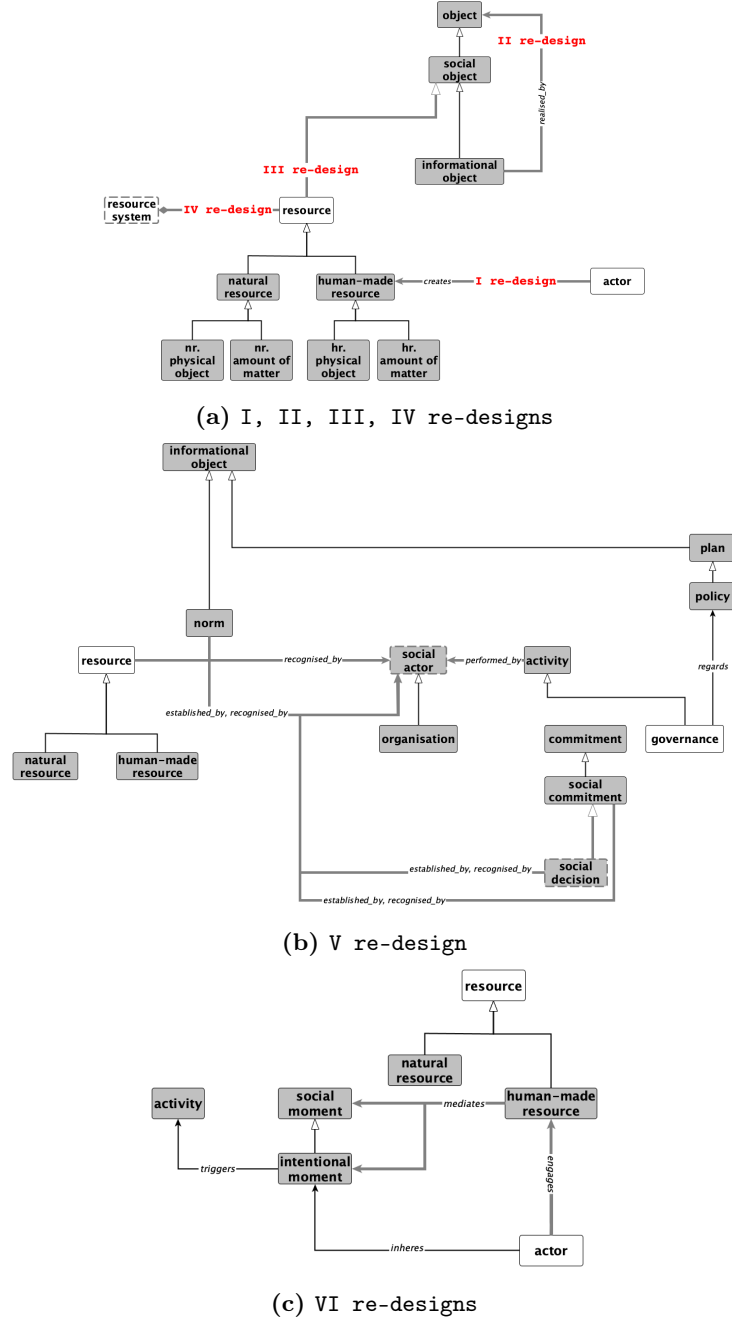 object
II re-design
social
object
realised_by
informational
object
III re-design
resource
system
IV re-design
resource
natural
resource
human-made
resource
creates
I re-design
actor
nr.
physical
object
nr.
amount of
matter
hr.
physical
object
hr.
amount of
matter
(a) I, II, III, IV re-designs
informational
object
plan
policy
norm
resource
recognised_by
social
actor
performed_by
activity
regards
established_by, recognised_by
organisation
commitment
governance
natural
resource
human-made
resource
social
commitment
established_by, recognised_by
social
decision
established_by, recognised_by
(b) V re-design
resource
natural
resource
activity
social
moment
mediates
human-made
resource
triggers
intentional
moment
engages
inheres
actor
(c) VI re-designs